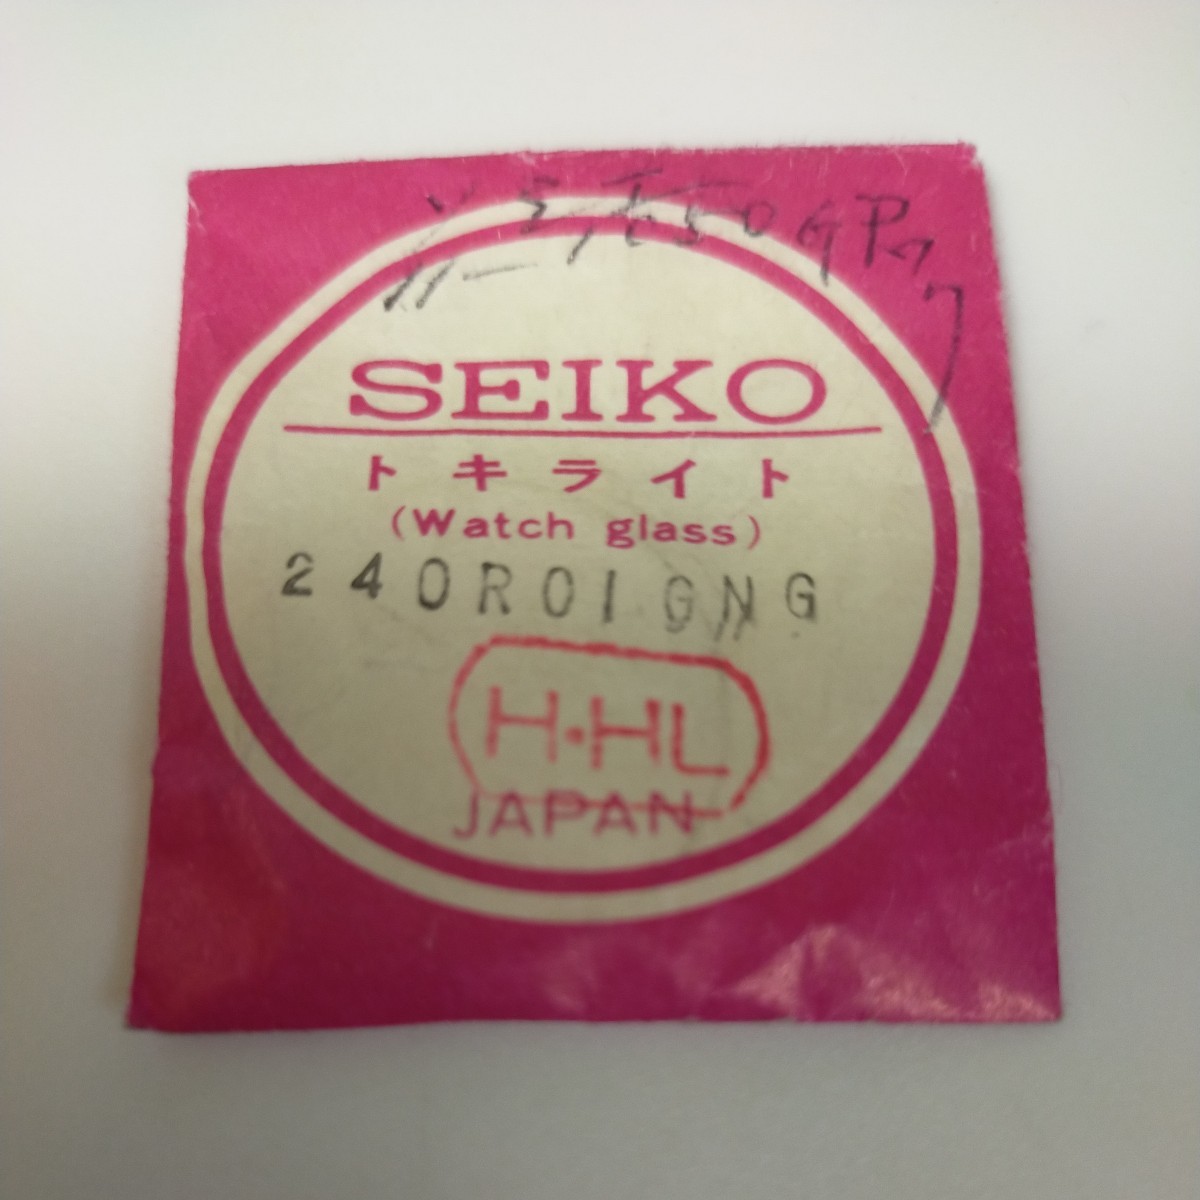 SEIKO
トキライト
(Watch glass)
240R01GNG
H·HL
JAPAN